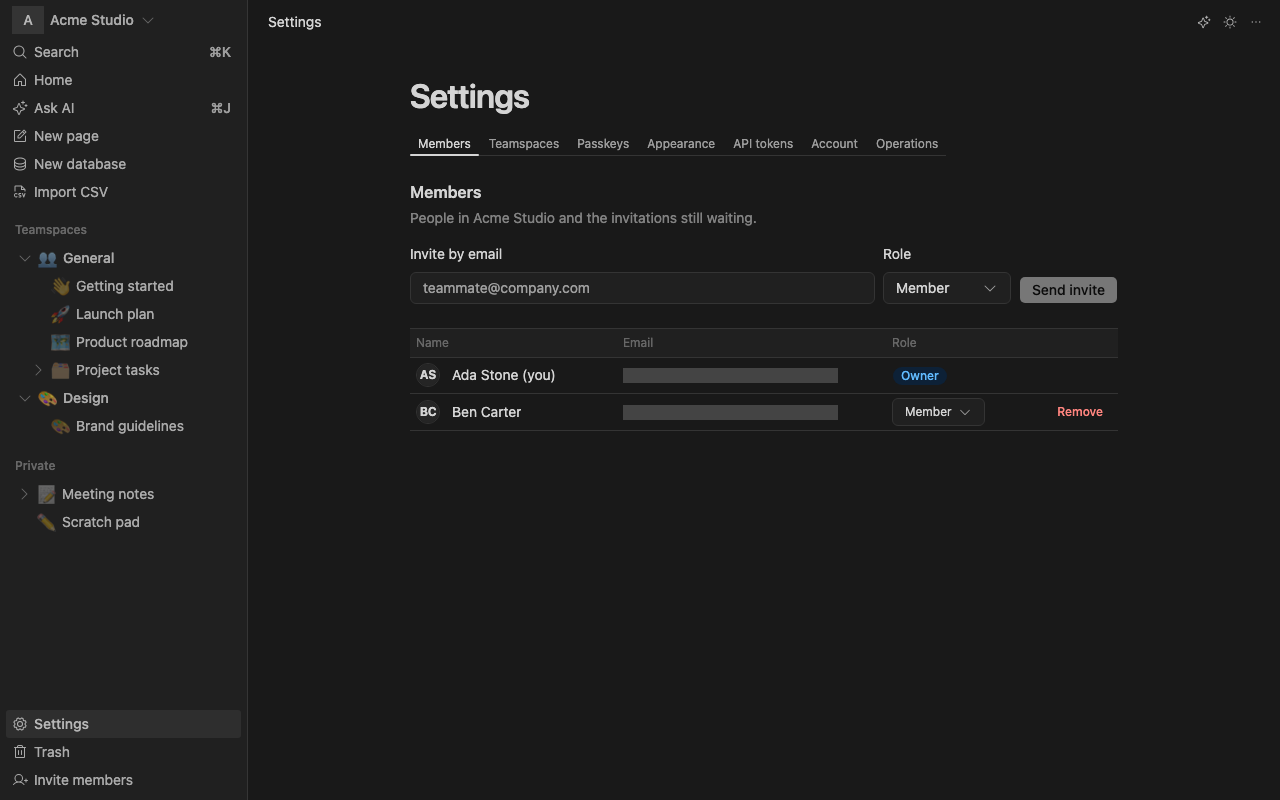 A Acme Studio
Search ⌘K
Home
Ask AI ⌘J
New page
New database
Import CSV
Teamspaces
General
Getting started
Launch plan
Product roadmap
Project tasks
Design
Brand guidelines
Private
Meeting notes
Scratch pad
Settings
Trash
Invite members
Settings
Settings
Members Teamspaces Passkeys Appearance API tokens Account Operations
Members
People in Acme Studio and the invitations still waiting.
Invite by email Role
teammate@company.com Member Send invite
Name Email Role
AS Ada Stone (you) Owner
BC Ben Carter Member Remove